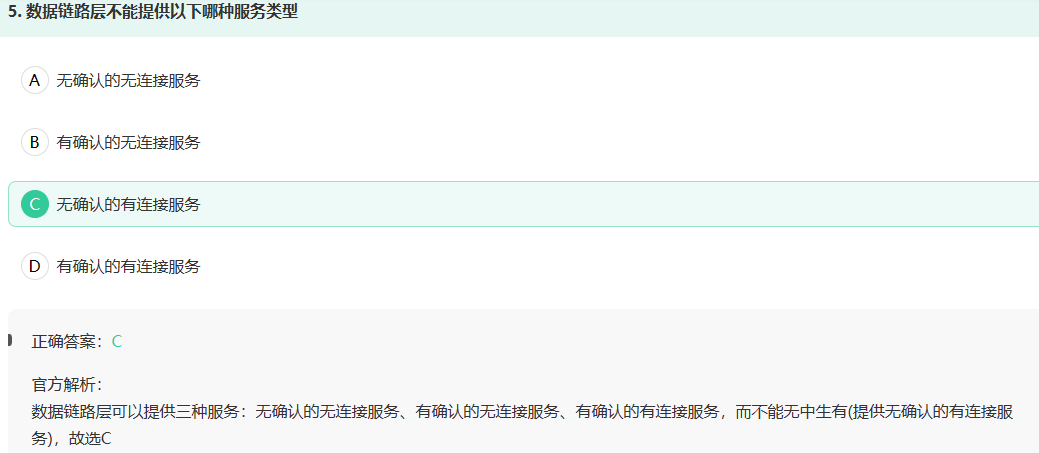 5. 数据链路层不能提供以下哪种服务类型
A 无确认的无连接服务
B 有确认的无连接服务
C 无确认的有连接服务
D 有确认的有连接服务
正确答案：C
官方解析：
数据链路层可以提供三种服务：无确认的无连接服务、有确认的无连接服务、有确认的有连接服务，而不能无中生有(提供无确认的有连接服
务)，故选C